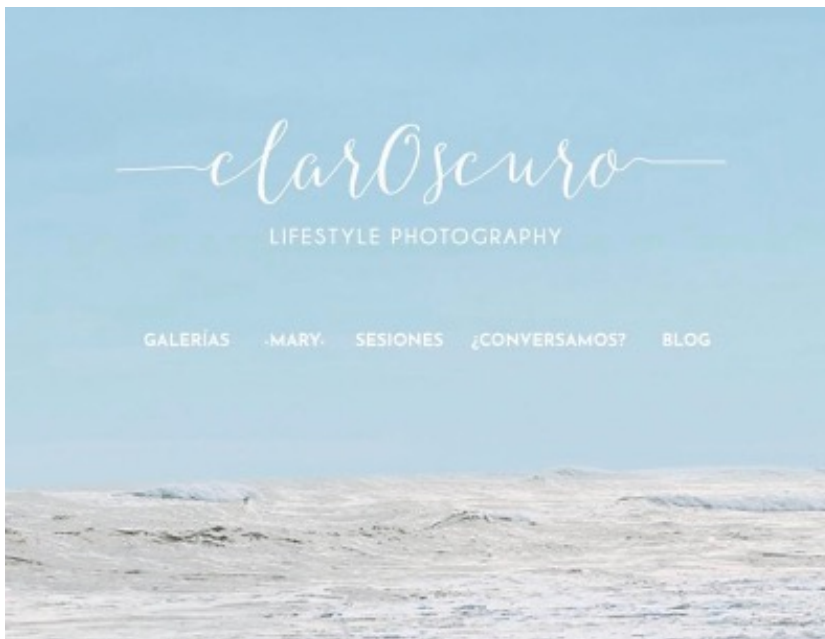 clarOscuro
LIFESTYLE PHOTOGRAPHY
GALERÍAS -MARY- SESIONES ¿CONVERSAMOS? BLOG